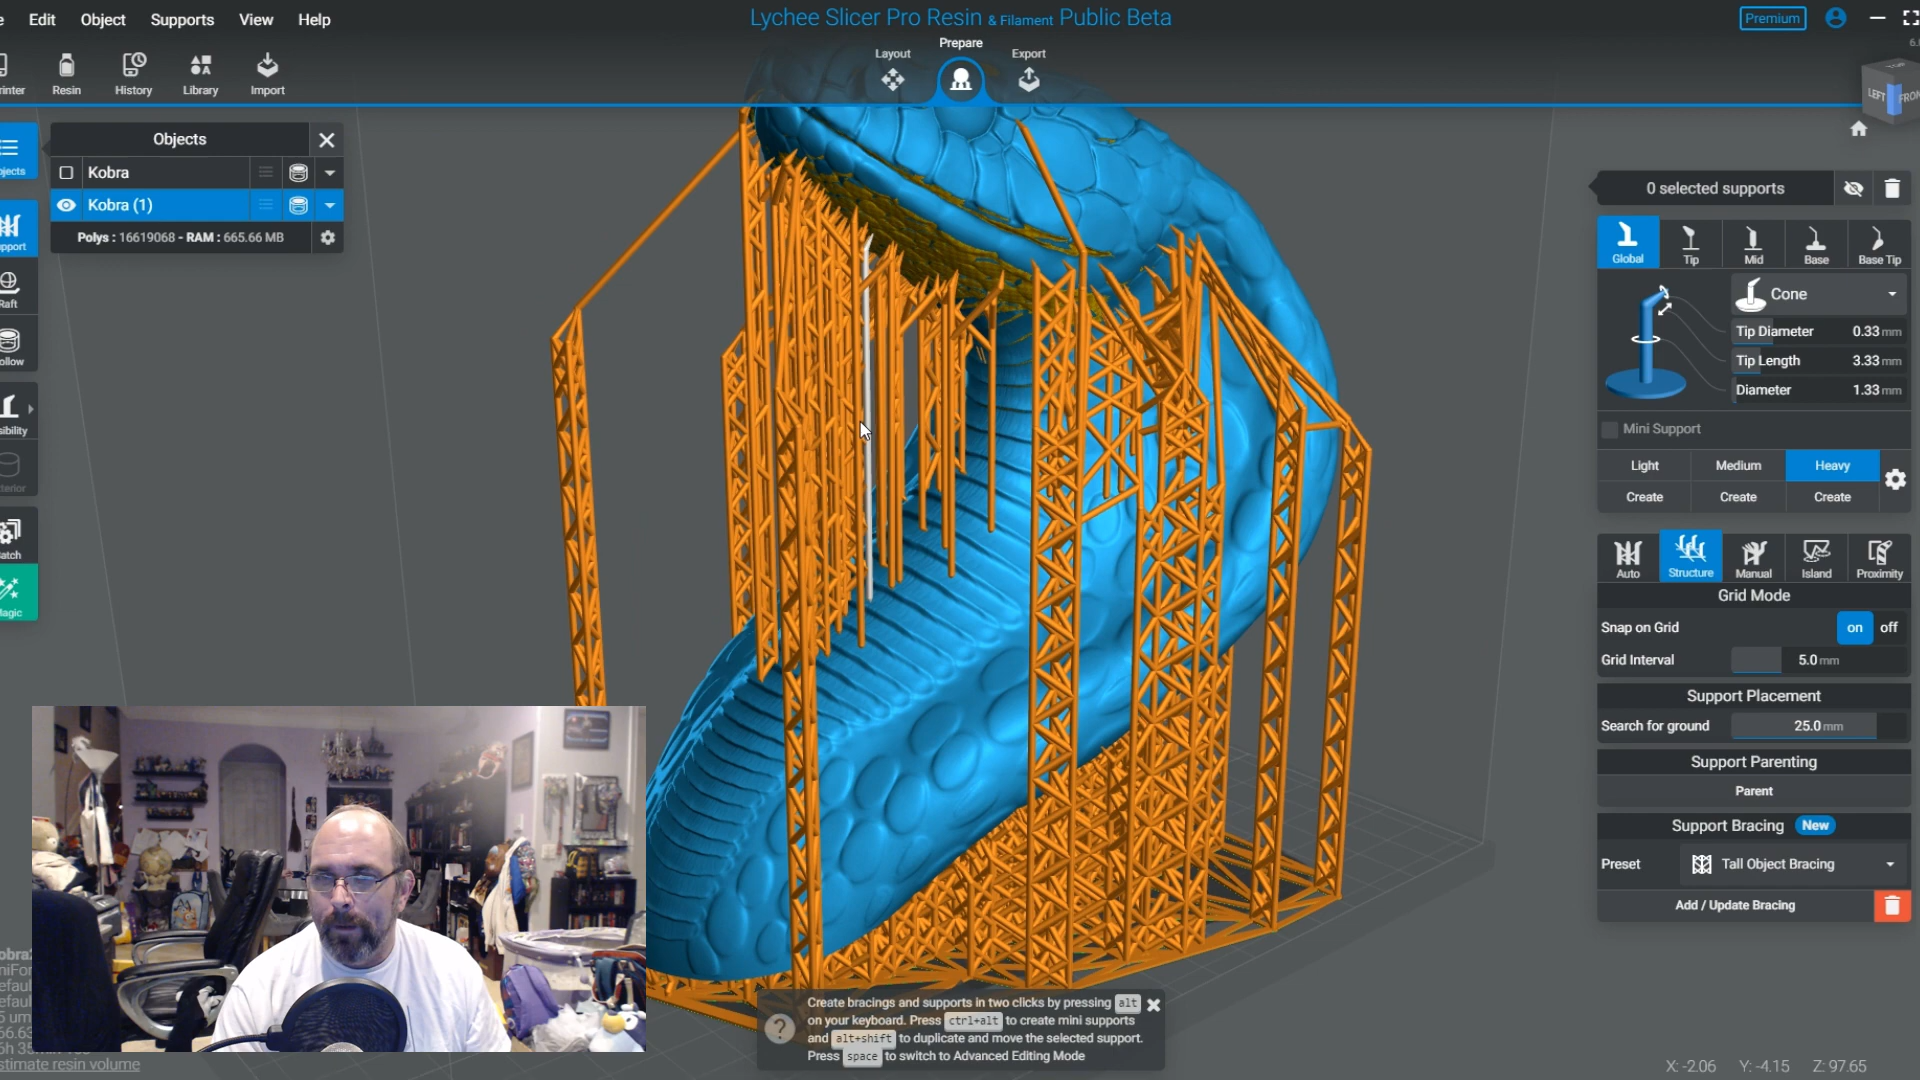 Edit Object Supports View Help
Lychee Slicer Pro Resin & Filament Public Beta
Premium
Resin History Library Import
Layout Prepare Export
LEFT
Objects
Kobra
Kobra (1)
Polys : 16619068 - RAM : 665.66 MB
0 selected supports
Global Tip Mid Base Base Tip
Cone
Tip Diameter 0.33 mm
Tip Length 3.33 mm
Diameter 1.33 mm
Mini Support
Light Medium Heavy
Create Create Create
Auto Structure Manual Island Proximity
Grid Mode
Snap on Grid on off
Grid Interval 5.0 mm
Support Placement
Search for ground 25.0 mm
Support Parenting
Parent
Support Bracing New
Preset Tall Object Bracing
Add / Update Bracing
Create bracings and supports in two clicks by pressing alt
on your keyboard. Press ctrl+alt to create mini supports
and alt+shift to duplicate and move the selected support.
Press space to switch to Advanced Editing Mode
resin volume
X: -2.06 Y: -4.15 Z: 97.65